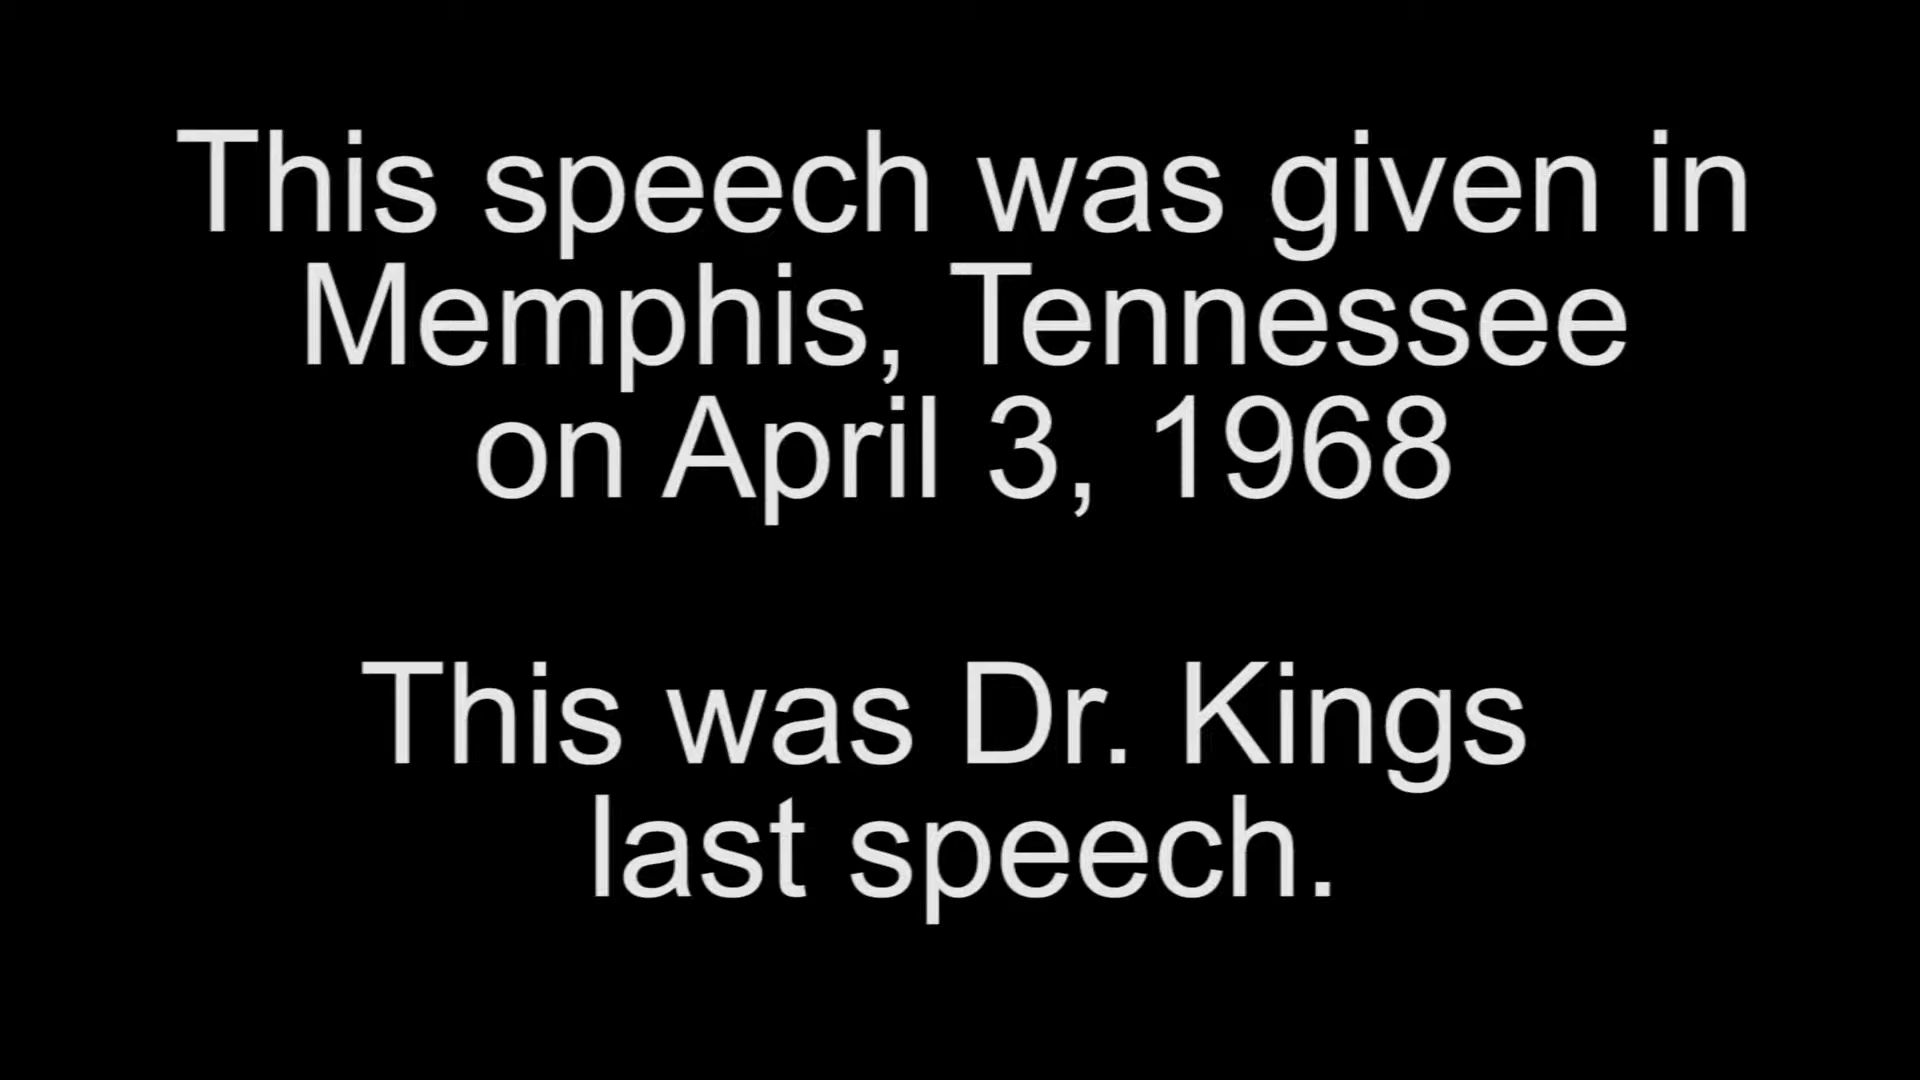 This speech was given in
Memphis, Tennessee
on April 3, 1968
This was Dr. Kings
last speech.